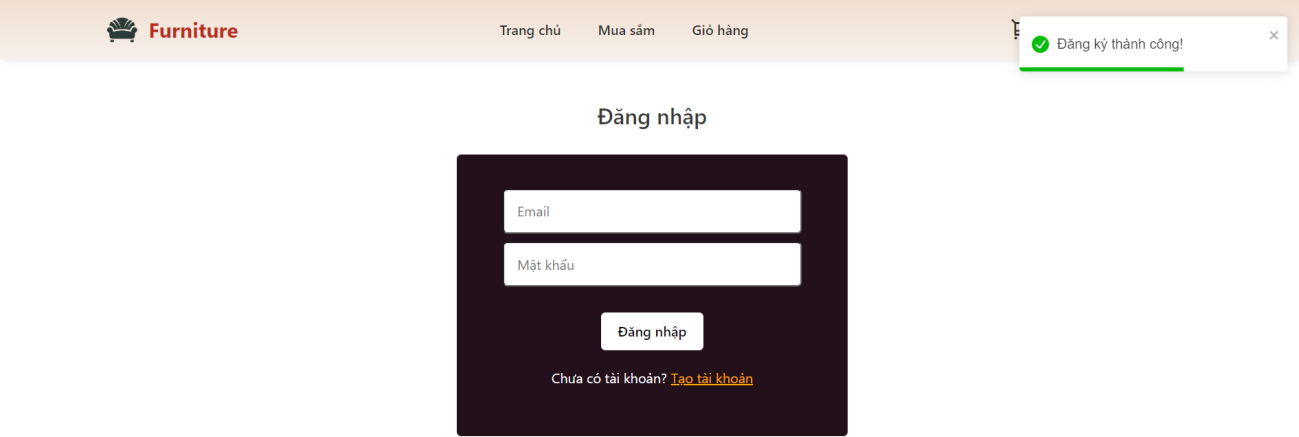 Furniture
Trang chủ
Mua sắm
Giỏ hàng
Đăng ký thành công!
Đăng nhập
Email
Mật khẩu
Đăng nhập
Chưa có tài khoản? Tạo tài khoản